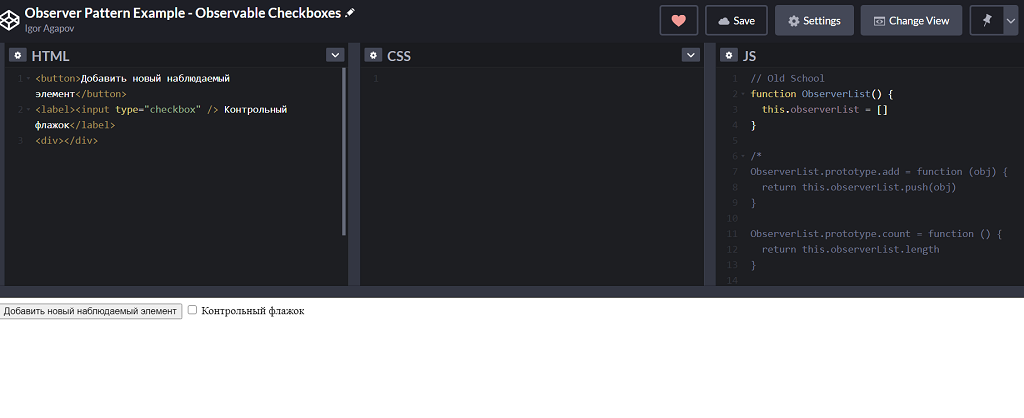 Observer Pattern Example - Observable Checkboxes
Igor Agapov
Save
Settings
Change View
HTML
1 <button>Добавить новый наблюдаемый
элемент</button>
2 <label><input type="checkbox" /> Контрольный
флажок</label>
3 <div></div>
CSS
1
JS
1 // Old School
2 function ObserverList() {
3 this.observerList = []
4 }
5
6 /*
7 ObserverList.prototype.add = function (obj) {
8 return this.observerList.push(obj)
9 }
10
11 ObserverList.prototype.count = function () {
12 return this.observerList.length
13 }
14
Добавить новый наблюдаемый элемент Контрольный флажок